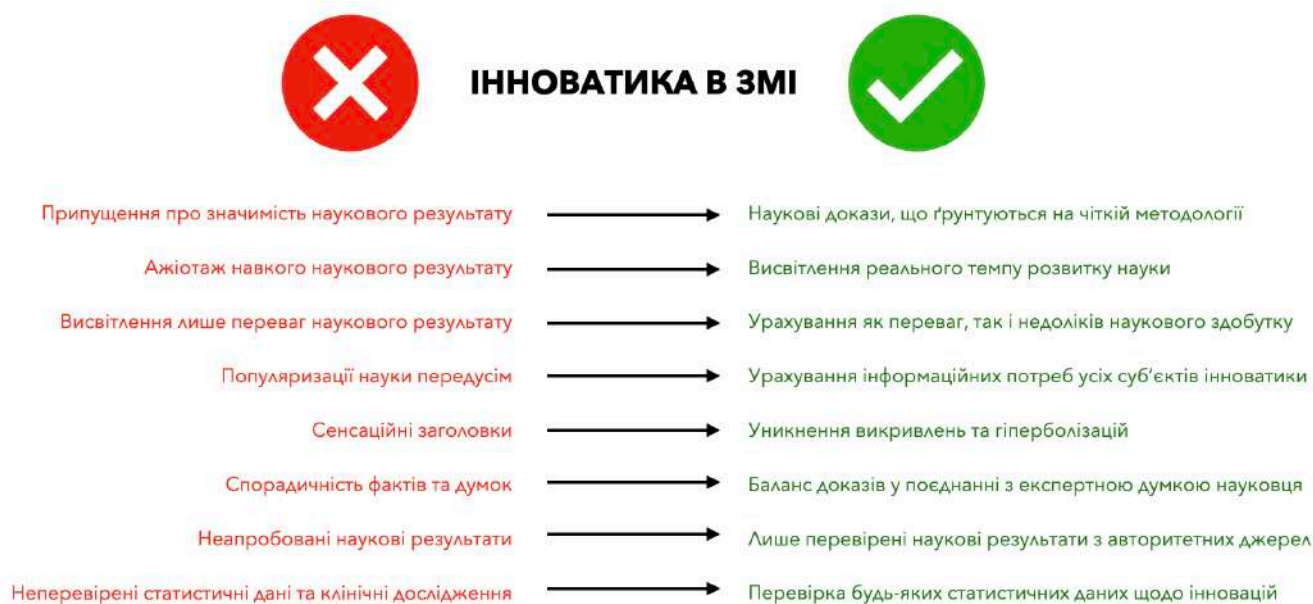 ІННОВАТИКА В ЗМІ
Припущення про значимість наукового результату
Наукові докази, що ґрунтуються на чіткій методології
Ажіотаж навкого наукового результату
Висвітлення реального темпу розвитку науки
Висвітлення лише переваг наукового результату
Урахування як переваг, так і недоліків наукового здобутку
Популяризації науки передусім
Урахування інформаційних потреб усіх суб'єктів інноватики
Сенсаційні заголовки
Уникнення викривлень та гіперболізацій
Спорадичність фактів та думок
Баланс доказів у поєднанні з експертною думкою науковця
Неапробовані наукові результати
Лише перевірені наукові результати з авторитетних джерел
Неперевірені статистичні дані та клінічні дослідження
Перевірка будь-яких статистичних даних щодо інновацій